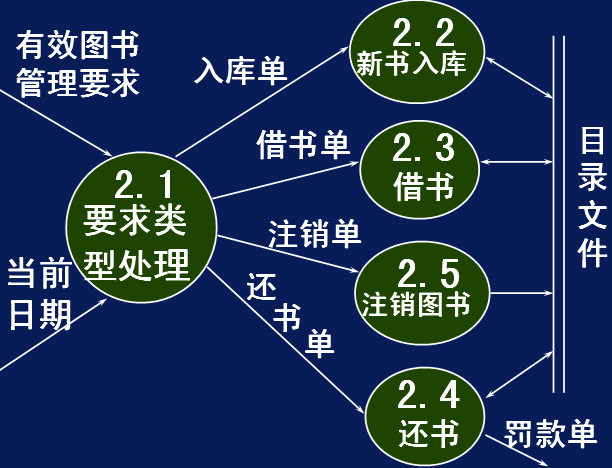 有效图书
管理要求
入库单
2.2
新书入库
借书单
2.3
借书
目录文件
2.1
要求类
型处理
注销单
2.5
注销图书
当前
日期
还书单
2.4
还书
罚款单